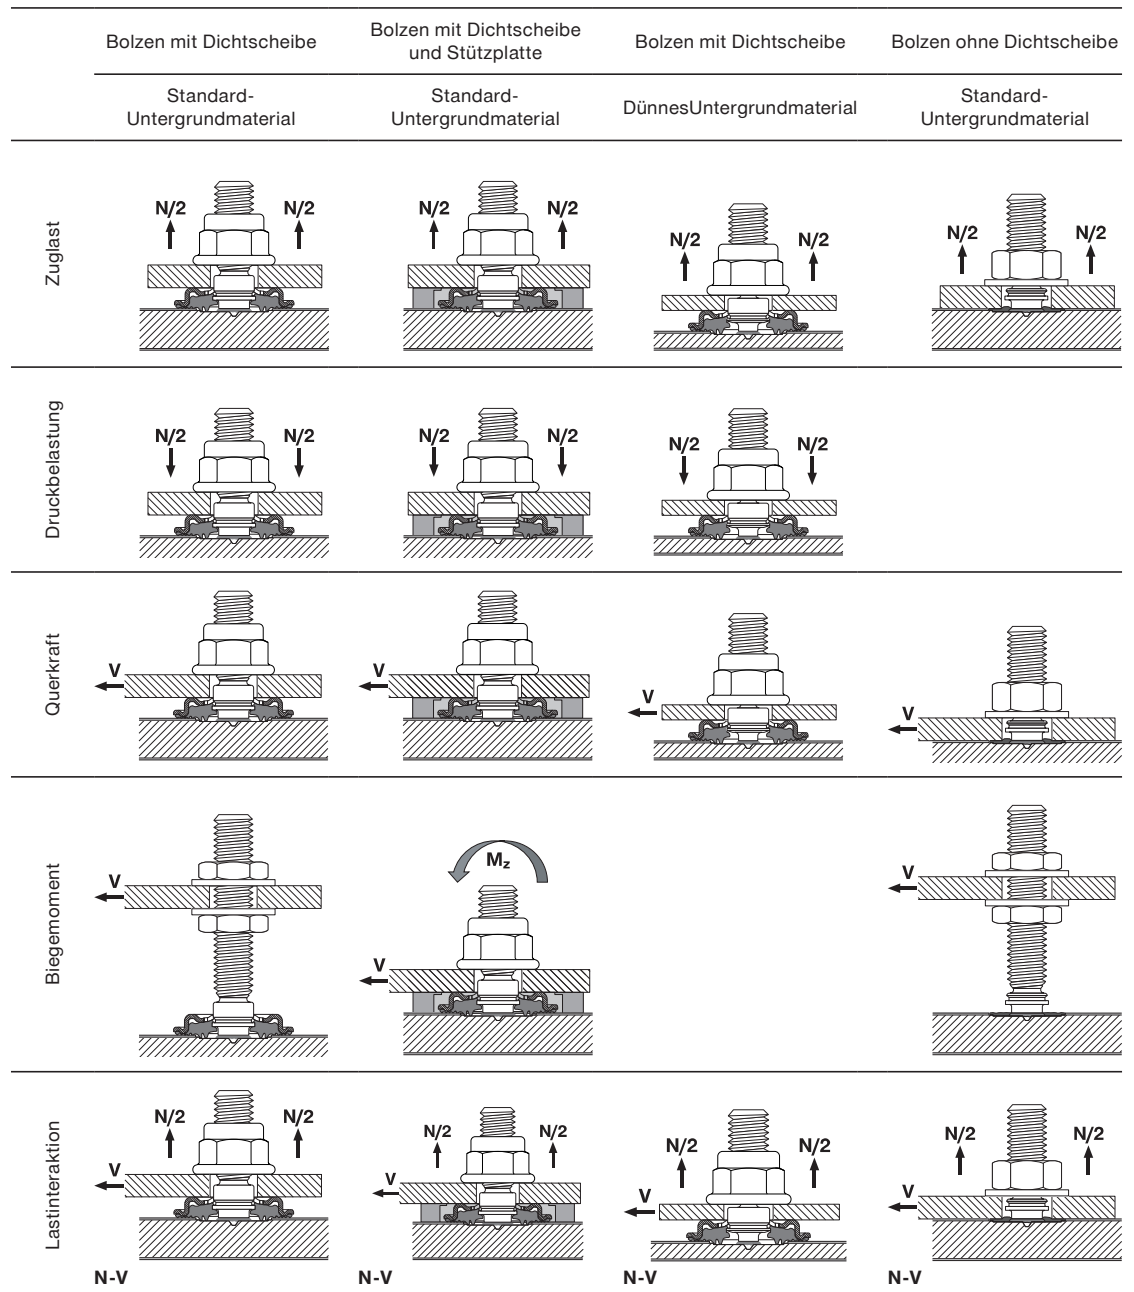 Bolzen mit Dichtscheibe
Bolzen mit Dichtscheibe
und Stützplatte
Bolzen mit Dichtscheibe
Bolzen ohne Dichtscheibe
Standard-
Untergrundmaterial
Standard-
Untergrundmaterial
DünnesUntergrundmaterial
Standard-
Untergrundmaterial
Zuglast
N/2 N/2
N/2 N/2
N/2 N/2
N/2 N/2
Druckbelastung
N/2 N/2
N/2 N/2
N/2 N/2
Querkraft
V
V
V
V
Biegemoment
V
Mz
V
V
Lastinteraktion
N/2 N/2
V
N-V
N/2 N/2
V
N-V
N/2 N/2
V
N-V
N/2 N/2
V
N-V